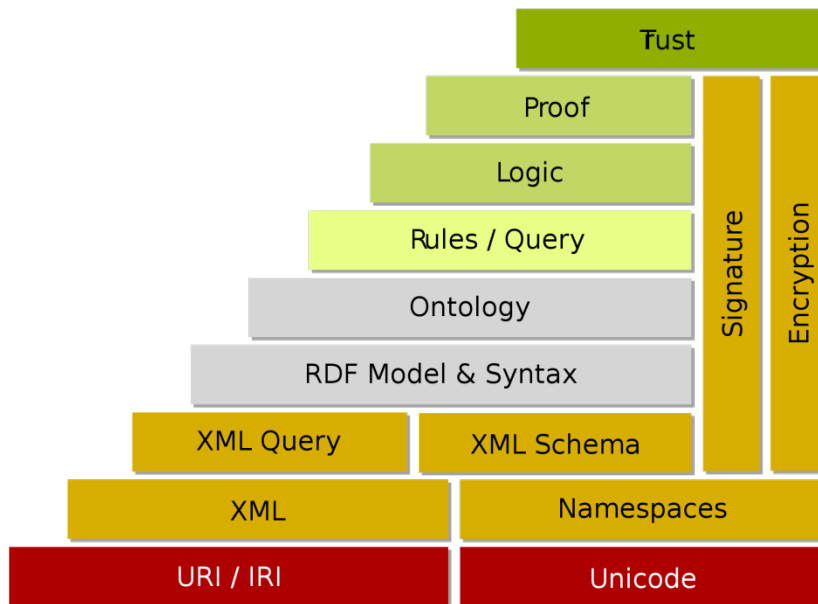 Trust
Proof
Logic
Rules / Query
Ontology
RDF Model & Syntax
XML Query
XML Schema
Signature
Encryption
XML
Namespaces
URI / IRI
Unicode